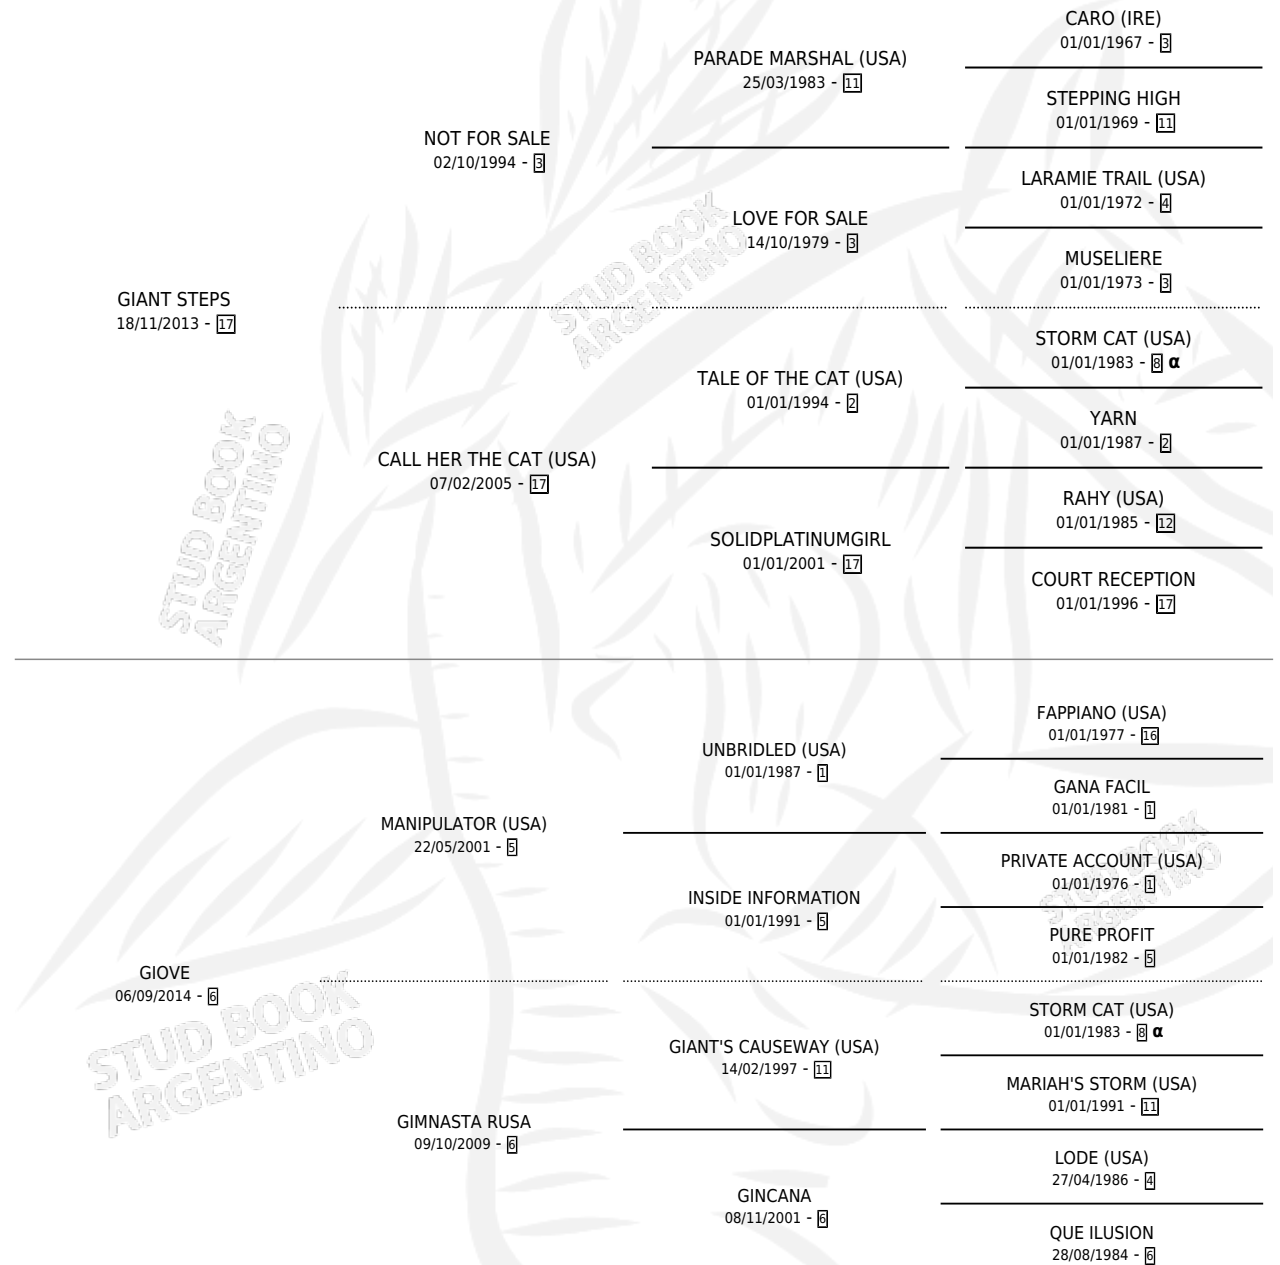 CARO (IRE)
01/01/1967 - 3
PARADE MARSHAL (USA)
25/03/1983 - 11
STEPPING HIGH
01/01/1969 - 11
NOT FOR SALE
02/10/1994 - 3
LARAMIE TRAIL (USA)
01/01/1972 - 4
LOVE FOR SALE
14/10/1979 - 3
MUSELIERE
01/01/1973 - 3
GIANT STEPS
18/11/2013 - 17
STORM CAT (USA)
01/01/1983 - 8 α
TALE OF THE CAT (USA)
01/01/1994 - 2
YARN
01/01/1987 - 2
CALL HER THE CAT (USA)
07/02/2005 - 17
RAHY (USA)
01/01/1985 - 12
SOLIDPLATINUMGIRL
01/01/2001 - 17
COURT RECEPTION
01/01/1996 - 17
FAPPIANO (USA)
01/01/1977 - 16
UNBRIDLED (USA)
01/01/1987 - 1
GANA FACIL
01/01/1981 - 1
MANIPULATOR (USA)
22/05/2001 - 5
PRIVATE ACCOUNT (USA)
01/01/1976 - 1
INSIDE INFORMATION
01/01/1991 - 5
PURE PROFIT
01/01/1982 - 5
GIOVE
06/09/2014 - 6
STORM CAT (USA)
01/01/1983 - 8 α
GIANT'S CAUSEWAY (USA)
14/02/1997 - 11
MARIAH'S STORM (USA)
01/01/1991 - 11
GIMNASTA RUSA
09/10/2009 - 6
LODE (USA)
27/04/1986 - 4
GINCANA
08/11/2001 - 6
QUE ILUSION
28/08/1984 - 6
STUD BOOK
ARGENTINO
STUD BOOK
ARGENTINO
STUD BOOK
ARGENTINO
STUD BOOK
ARGENTINO